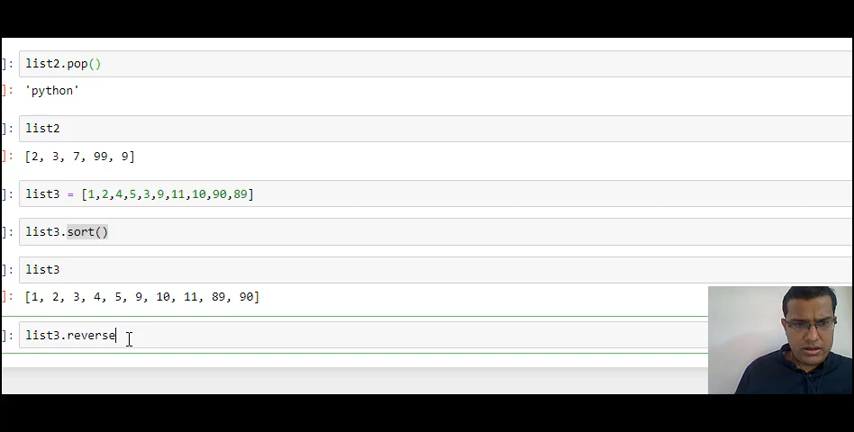 ]: list2.pop()
]: 'python'
]: list2
]: [2, 3, 7, 99, 9]
]: list3 = [1,2,4,5,3,9,11,10,90,89]
]: list3.sort()
]: list3
]: [1, 2, 3, 4, 5, 9, 10, 11, 89, 90]
]: list3.reverse